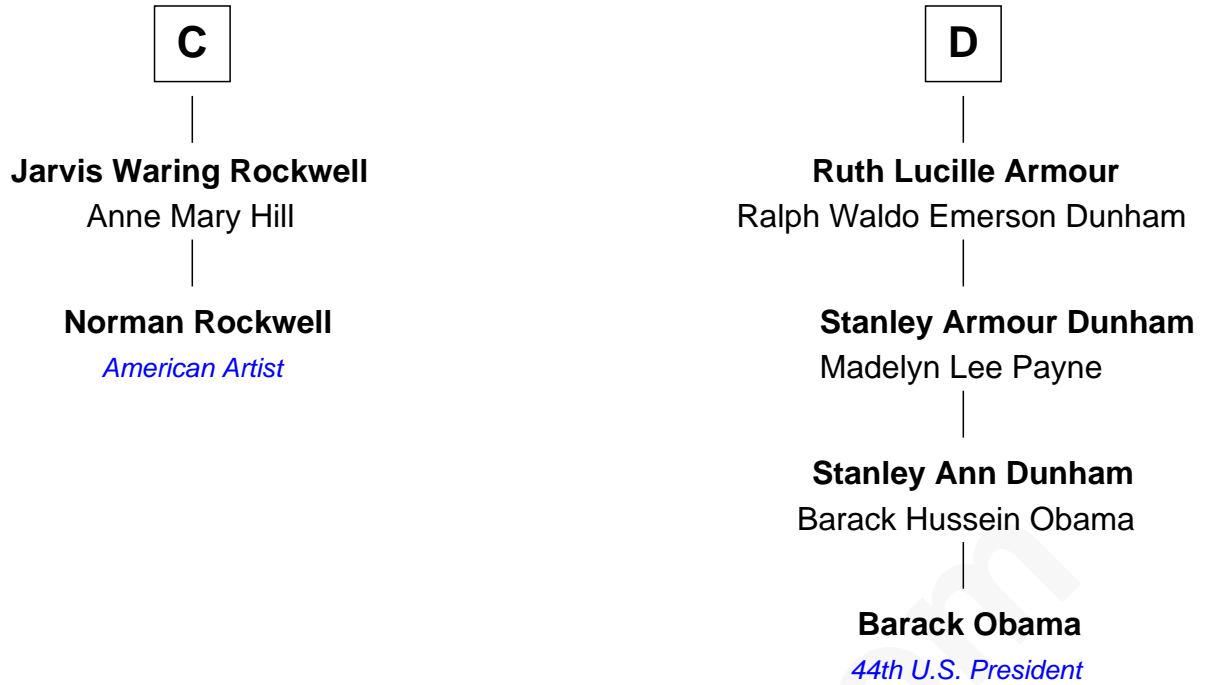 C
Jarvis Waring Rockwell
Anne Mary Hill
Norman Rockwell
American Artist
D
Ruth Lucille Armour
Ralph Waldo Emerson Dunham
Stanley Armour Dunham
Madelyn Lee Payne
Stanley Ann Dunham
Barack Hussein Obama
Barack Obama
44th U.S. President